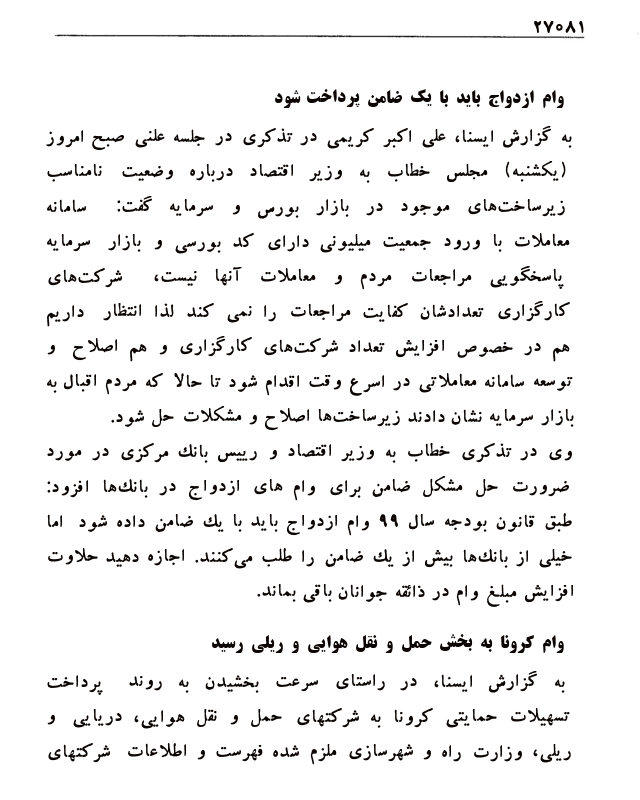 ۲۷۰۸۱
وام ازدواج باید با یک ضامن پرداخت شود
به گزارش ایسنا، علی اکبر کریمی در تذکری در جلسه علنی صبح امروز
(یکشنبه) مجلس خطاب به وزیر اقتصاد درباره وضعیت نامناسب
زیرساخت‌های موجود در بازار بورس و سرمایه گفت: سامانه
معاملات با ورود جمعیت میلیونی دارای کد بورسی و بازار سرمایه
پاسخگویی مراجعات مردم و معاملات آنها نیست، شرکت‌های
کارگزاری تعدادشان کفایت مراجعات را نمی کند لذا انتظار داریم
هم در خصوص افزایش تعداد شرکت‌های کارگزاری و هم اصلاح و
توسعه سامانه معاملاتی در اسرع وقت اقدام شود تا حالا که مردم اقبال به
بازار سرمایه نشان دادند زیرساخت‌ها اصلاح و مشکلات حل شود.
وی در تذکری خطاب به وزیر اقتصاد و رییس بانک مرکزی در مورد
ضرورت حل مشکل ضامن برای وام های ازدواج در بانک‌ها افزود:
طبق قانون بودجه سال ۹۹ وام ازدواج باید با یک ضامن داده شود اما
خیلی از بانک‌ها بیش از یک ضامن را طلب می‌کنند. اجازه دهید حلاوت
افزایش مبلغ وام در ذائقه جوانان باقی بماند.
وام کرونا به بخش حمل و نقل هوایی و ریلی رسید
به گزارش ایسنا، در راستای سرعت بخشیدن به روند پرداخت
تسهیلات حمایتی کرونا به شرکتهای حمل و نقل هوایی، دریایی و
ریلی، وزارت راه و شهرسازی ملزم شده فهرست و اطلاعات شرکتهای